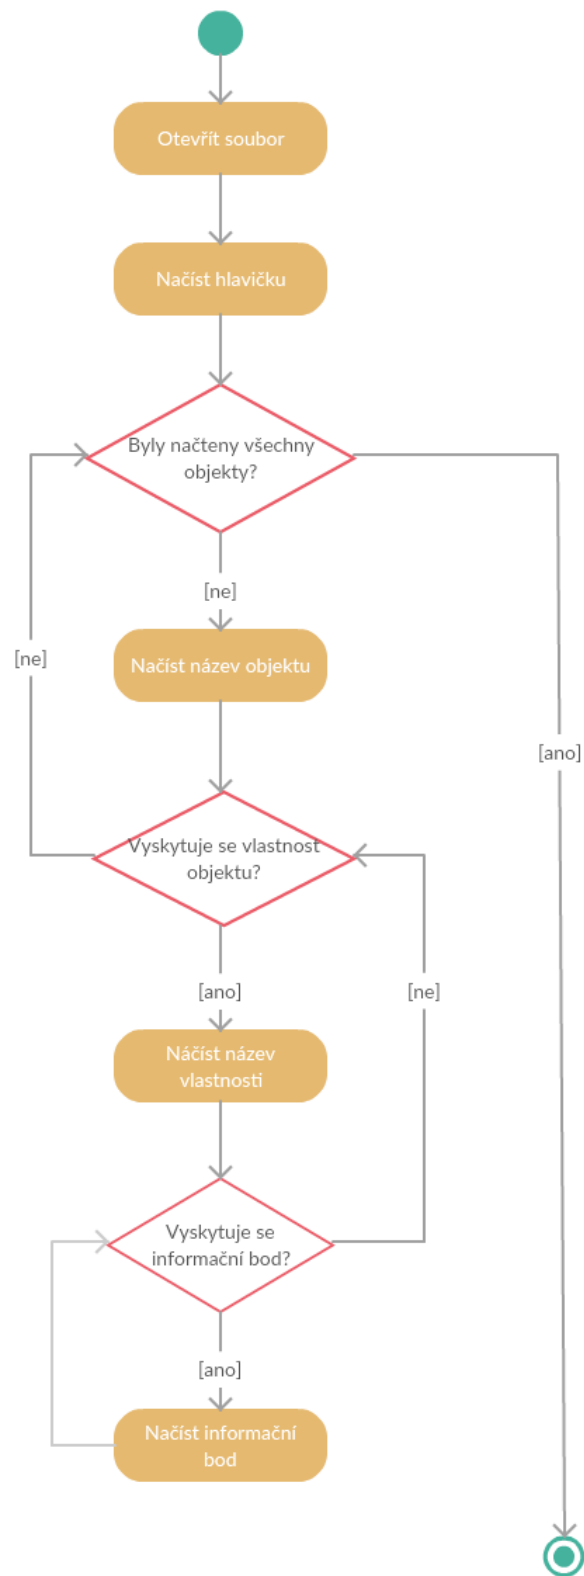 Otevřít soubor
Načíst hlavičku
Byly načteny všechny
objekty?
[ne]
Načíst název objektu
[ne]
[ano]
Vyskytuje se vlastnost
objektu?
[ano]
[ne]
Náčíst název
vlastnosti
Vyskytuje se
informační bod?
[ano]
Načíst informační
bod